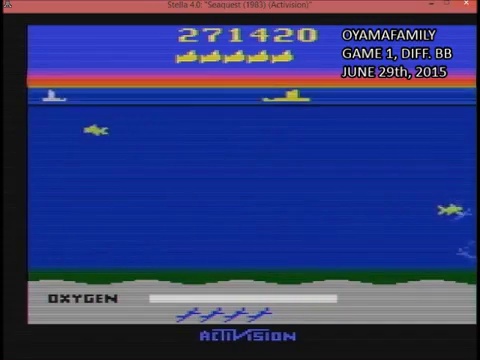 Stella 4.0: "Seaquest (1983) (Activision)"
271420
OYAMAFAMILY
GAME 1, DIFF. BB
JUNE 29th, 2015
OXYGEN
ACTIVISION